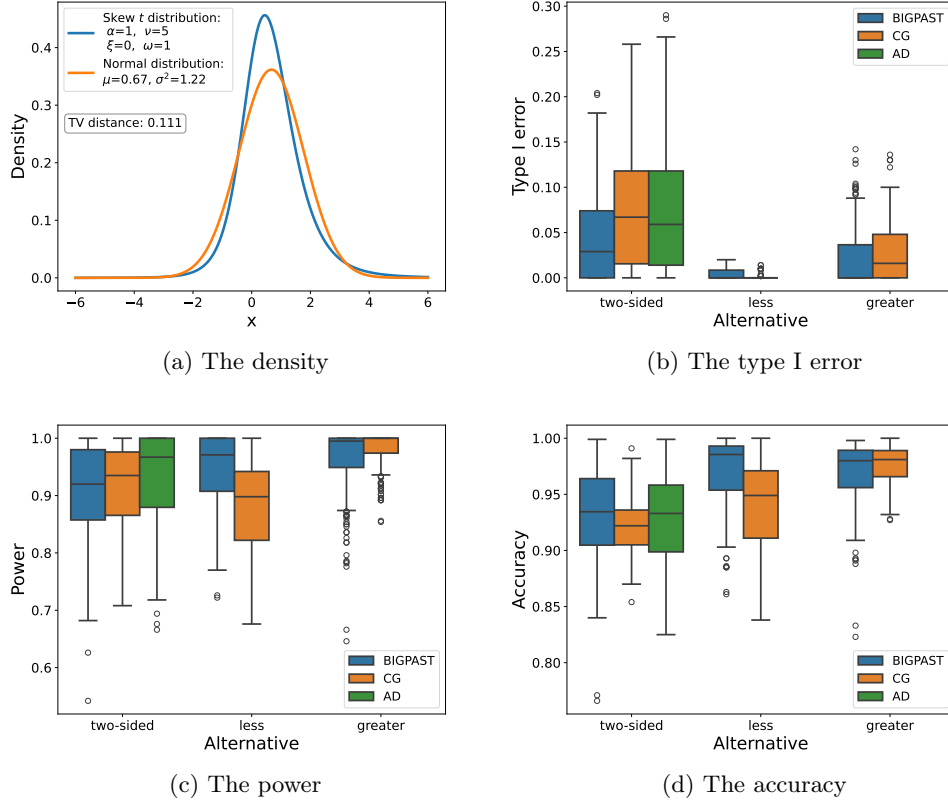 Skew t distribution:
α=1, ν=5
ξ=0, ω=1
Normal distribution:
μ=0.67, σ²=1.22
TV distance: 0.111
Density
0.4
0.3
0.2
0.1
0.0
−6
−4
−2
0
2
4
6
x
(a) The density
BIGPAST
CG
AD
Type I error
0.30
0.25
0.20
0.15
0.10
0.05
0.00
two-sided
less
greater
Alternative
(b) The type I error
Power
1.0
0.9
0.8
0.7
0.6
BIGPAST
CG
AD
two-sided
less
greater
Alternative
(c) The power
Accuracy
1.00
0.95
0.90
0.85
0.80
BIGPAST
CG
AD
two-sided
less
greater
Alternative
(d) The accuracy